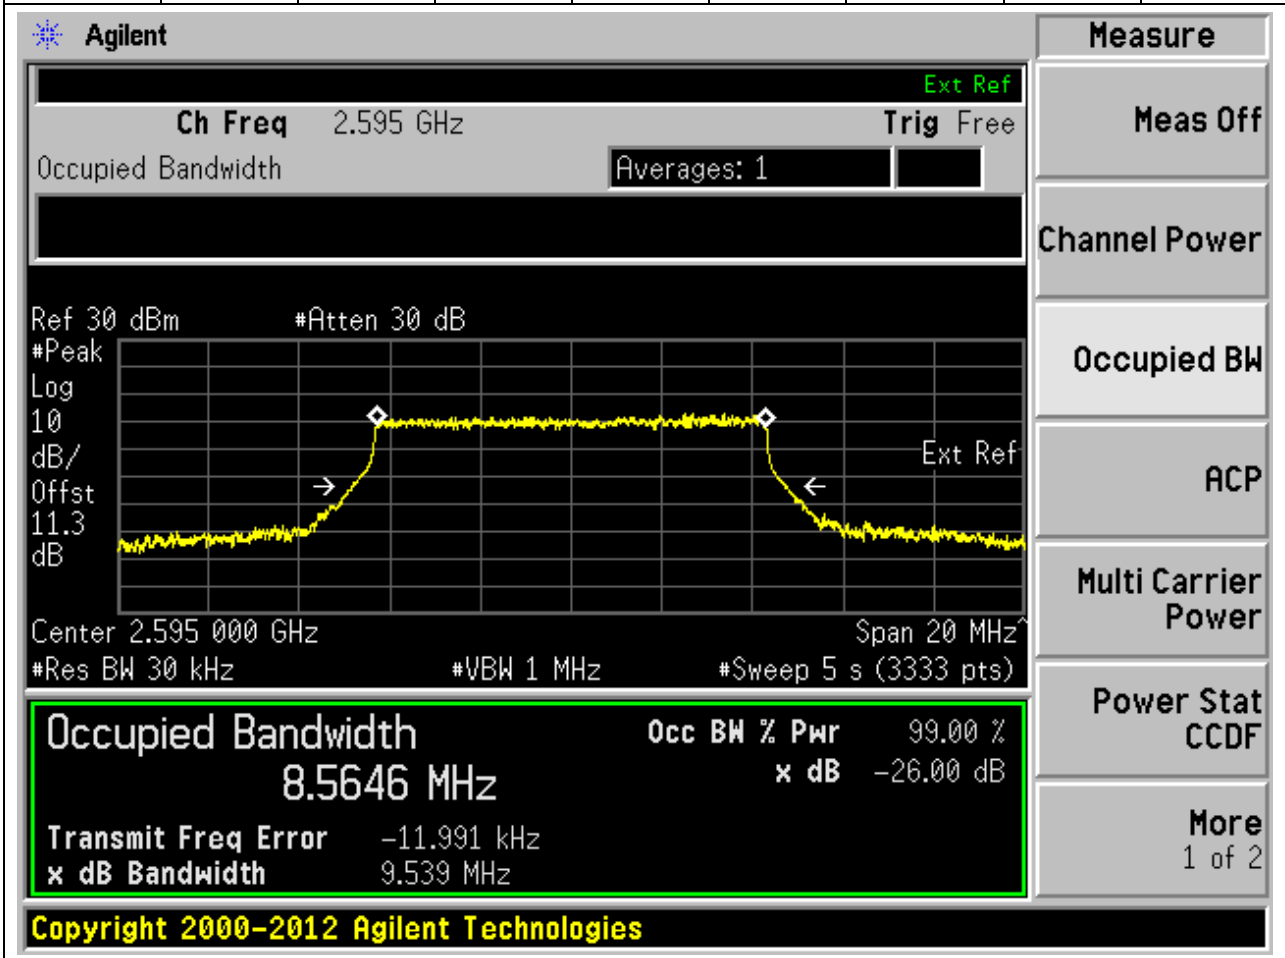 Agilent
Measure
Ext Ref
Ch Freq 2.595 GHz Trig Free
Meas Off
Occupied Bandwidth Averages: 1
Channel Power
Ref 30 dBm #Atten 30 dB
#Peak
Log
10
dB/
Offst
11.3
dB
Ext Ref
Occupied BW
ACP
Center 2.595 000 GHz Span 20 MHz^
#Res BW 30 kHz #VBW 1 MHz #Sweep 5 s (3333 pts)
Multi Carrier
Power
Occupied Bandwidth Occ BW % Pwr 99.00 %
8.5646 MHz x dB -26.00 dB
Transmit Freq Error -11.991 kHz
x dB Bandwidth 9.539 MHz
Power Stat
CCDF
More
1 of 2
Copyright 2000-2012 Agilent Technologies